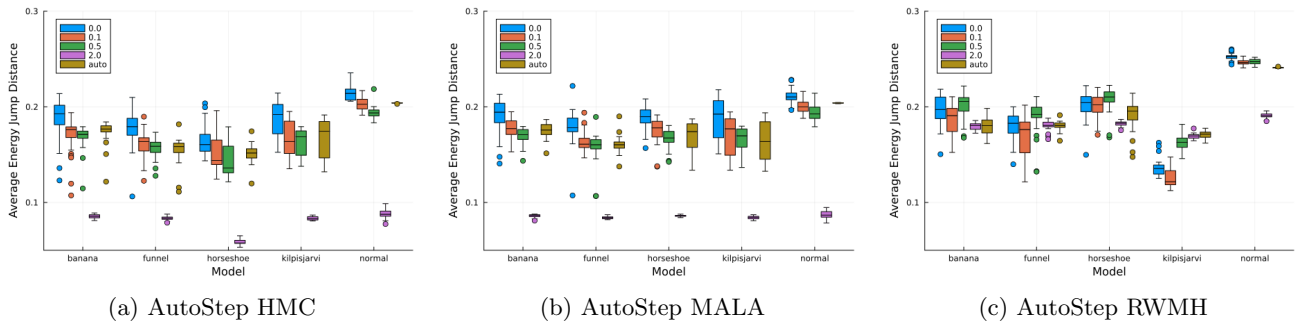 0.3
0.2
0.1
Average Energy Jump Distance
0.0
0.1
0.5
2.0
auto
banana funnel horseshoe kilpisjarvi normal
Model
(a) AutoStep HMC
0.3
0.2
0.1
Average Energy Jump Distance
0.0
0.1
0.5
2.0
auto
banana funnel horseshoe kilpisjarvi normal
Model
(b) AutoStep MALA
0.3
0.2
0.1
Average Energy Jump Distance
0.0
0.1
0.5
2.0
auto
banana funnel horseshoe kilpisjarvi normal
Model
(c) AutoStep RWMH